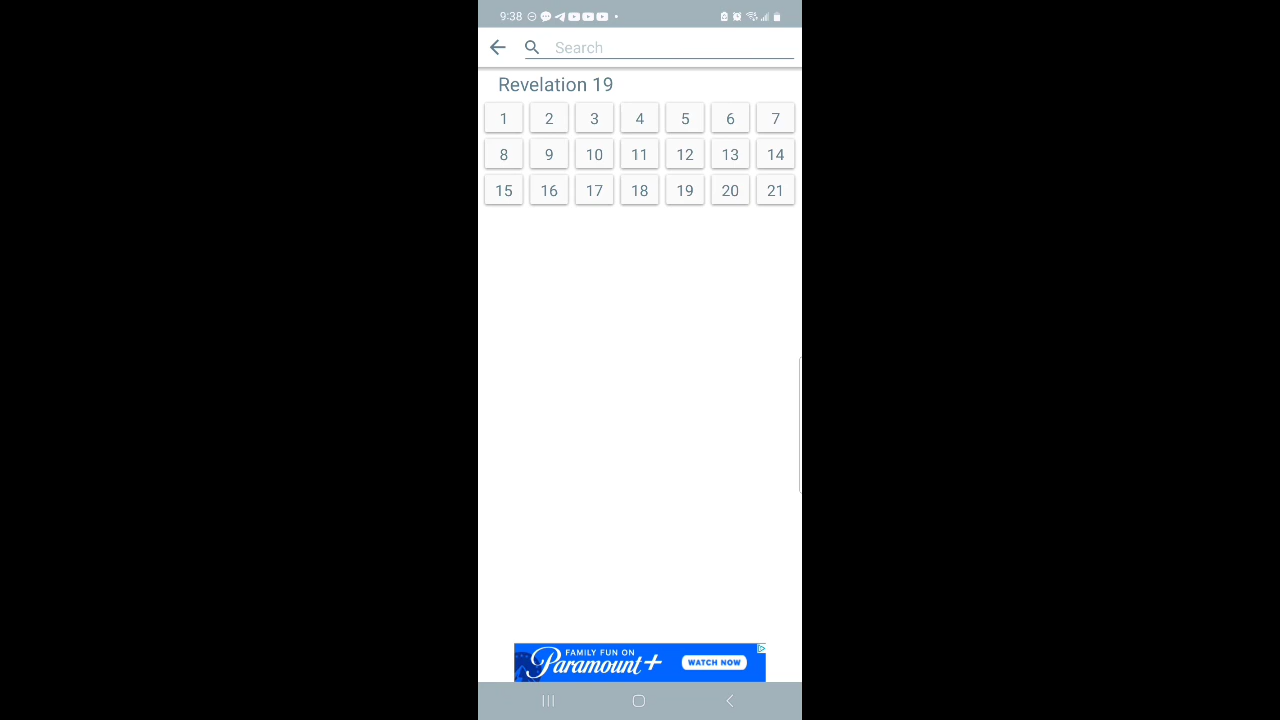 9:38
Search
Revelation 19
1 2 3 4 5 6 7
8 9 10 11 12 13 14
15 16 17 18 19 20 21
FAMILY FUN ON
Paramount+
WATCH NOW